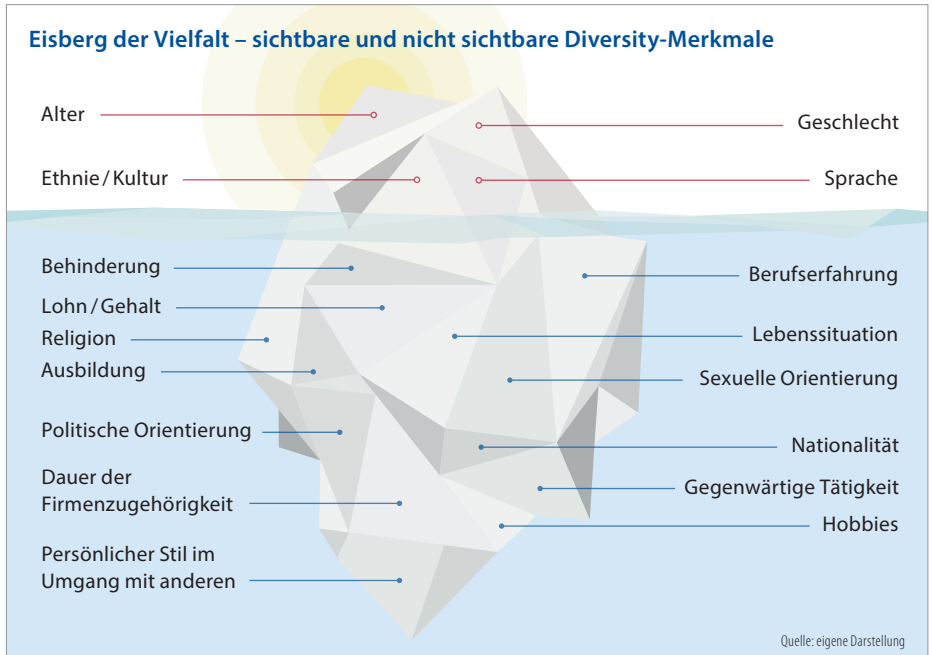 Eisberg der Vielfalt – sichtbare und nicht sichtbare Diversity-Merkmale
Alter
Geschlecht
Ethnie / Kultur
Sprache
Behinderung
Berufserfahrung
Lohn / Gehalt
Religion
Lebenssituation
Ausbildung
Sexuelle Orientierung
Politische Orientierung
Nationalität
Dauer der
Firmenzugehörigkeit
Gegenwärtige Tätigkeit
Hobbies
Persönlicher Stil im
Umgang mit anderen
Quelle: eigene Darstellung